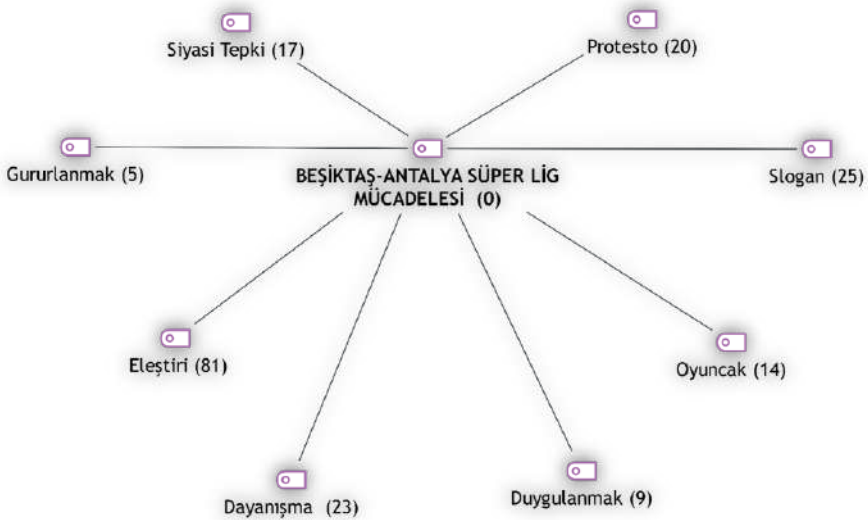 Siyasi Tepki (17)
Protesto (20)
Gururlanmak (5)
BEŞİKTAŞ-ANTALYA SÜPER LİG
MÜCADELESİ (0)
Slogan (25)
Eleştiri (81)
Oyuncak (14)
Dayanışma (23)
Duygulanmak (9)